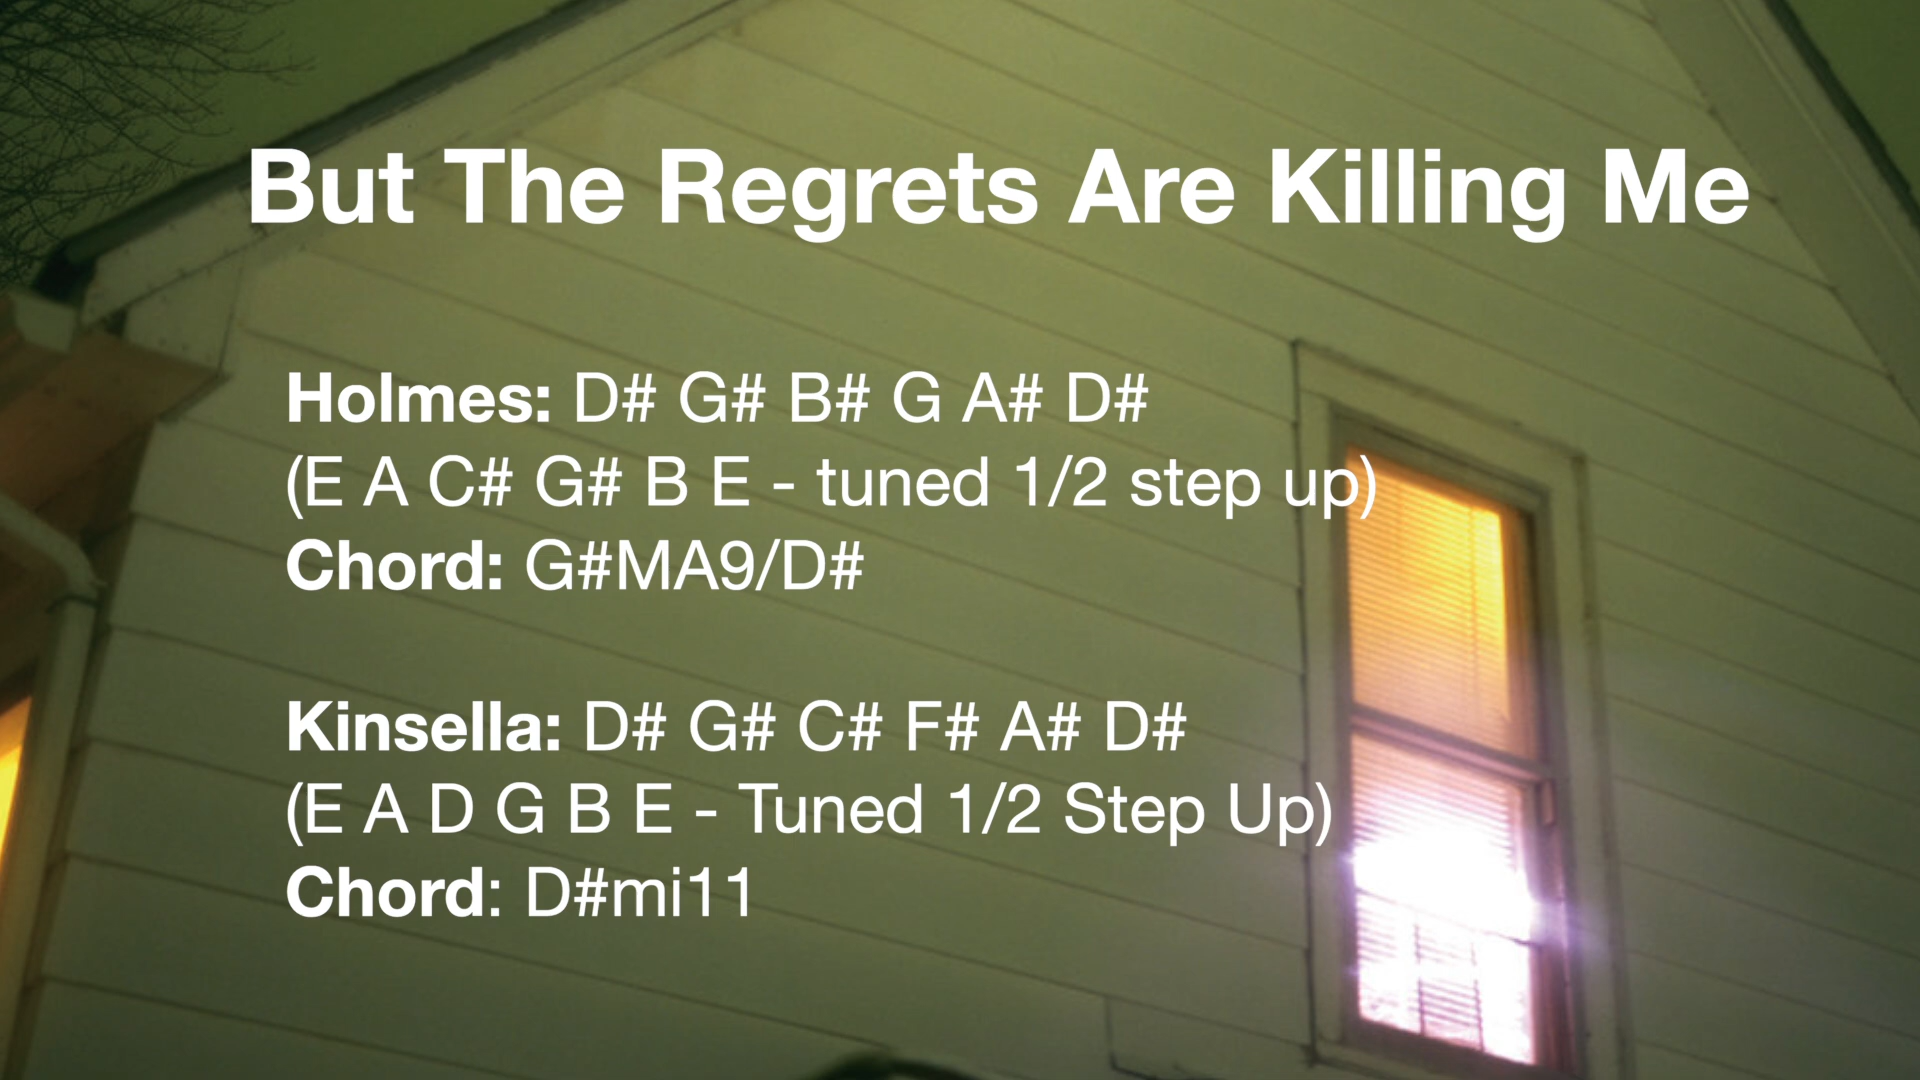 But The Regrets Are Killing Me
Holmes: D# G# B# G A# D#
(E A C# G# B E - tuned 1/2 step up)
Chord: G#MA9/D#
Kinsella: D# G# C# F# A# D#
(E A D G B E - Tuned 1/2 Step Up)
Chord: D#mi11